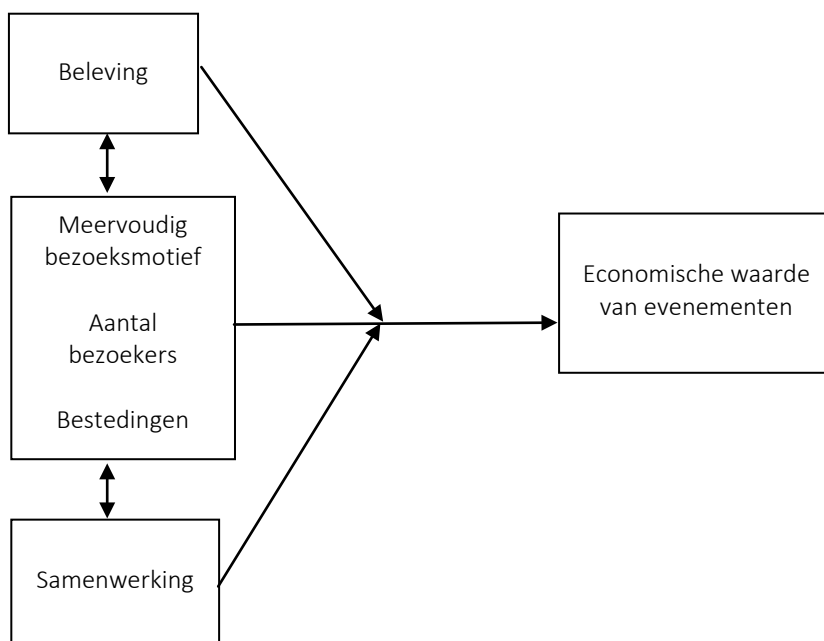 Beleving
Meervoudig
bezoeksmotief
Aantal
bezoekers
Bestedingen
Economische waarde
van evenementen
Samenwerking